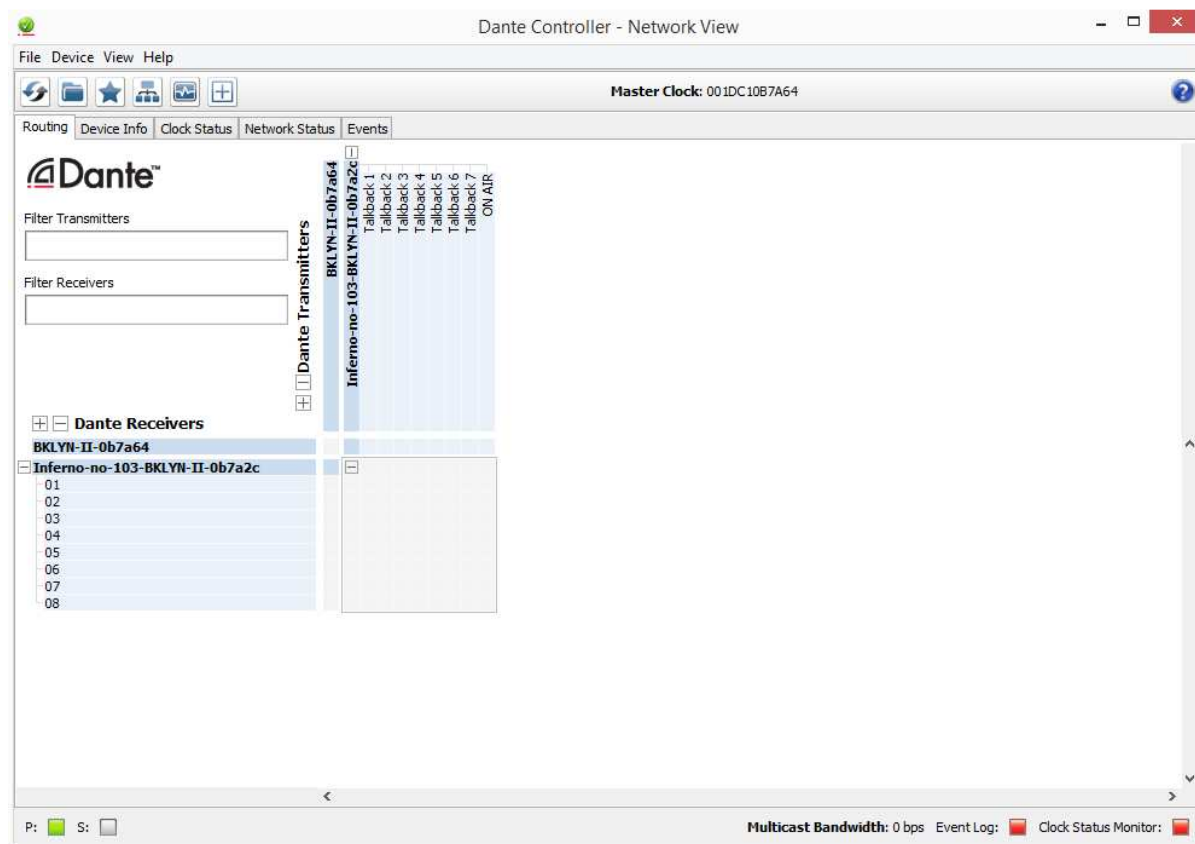 Dante Controller - Network View
File Device View Help
Master Clock: 001DC10B7A64
Routing Device Info Clock Status Network Status Events
Dante™
Filter Transmitters
Filter Receivers
Dante Transmitters
BKLYN-II-0b7a64
Inferno-no-103-BKLYN-II-0b7a2c
Talkback 1
Talkback 2
Talkback 3
Talkback 4
Talkback 5
Talkback 6
Talkback 7
ON AIR
Dante Receivers
BKLYN-II-0b7a64
Inferno-no-103-BKLYN-II-0b7a2c
01
02
03
04
05
06
07
08
P: S: Multicast Bandwidth: 0 bps Event Log: Clock Status Monitor: